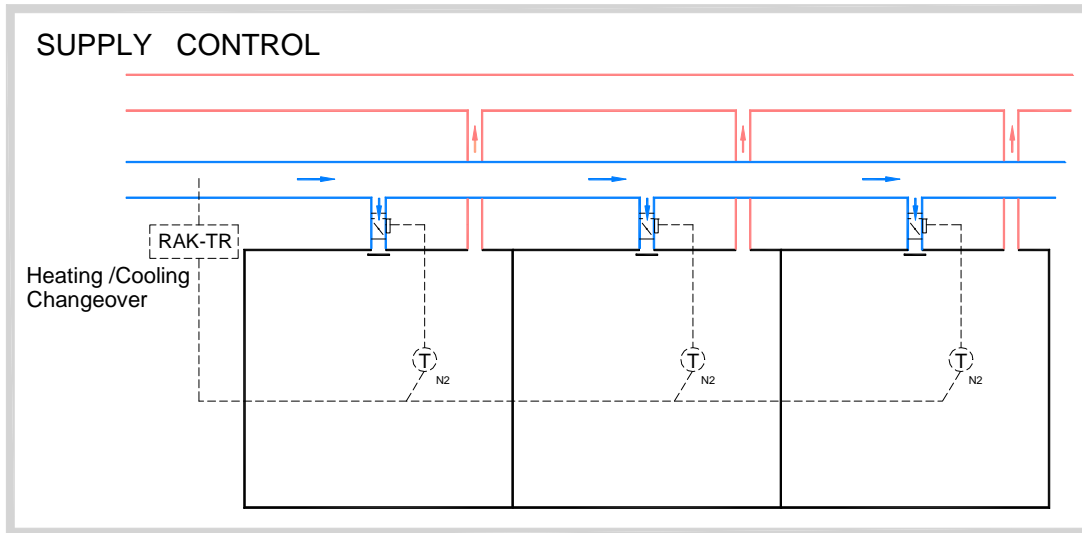 SUPPLY CONTROL
RAK-TR
Heating /Cooling
Changeover
T
N2
T
N2
T
N2